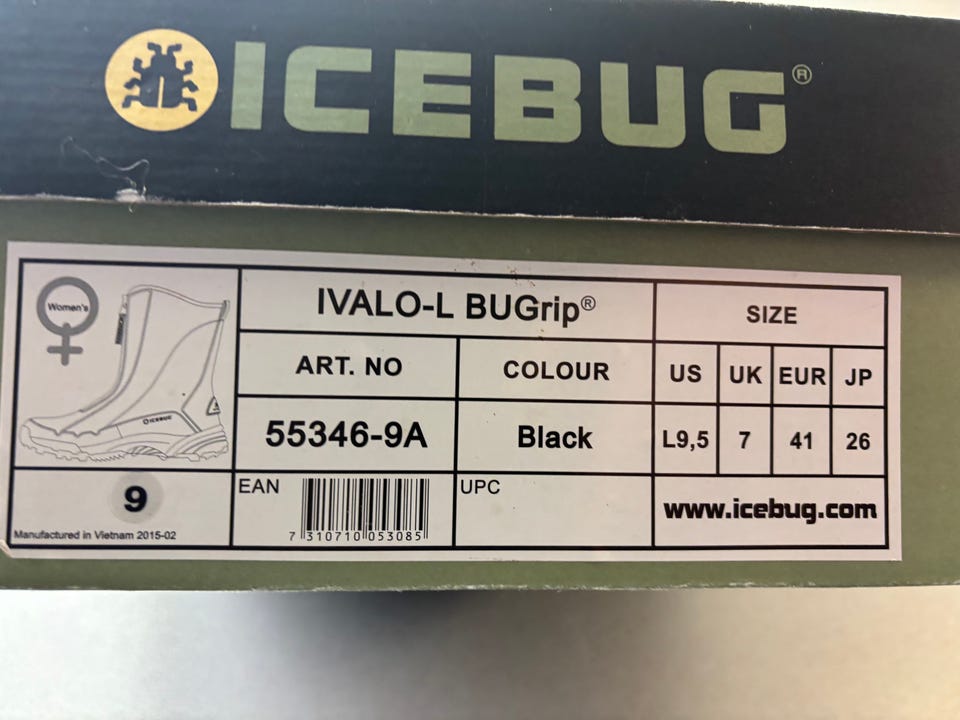 ICEBUG®
Women's
IVALO-L BUGrip®
SIZE
ART. NO
COLOUR
US
UK
EUR
JP
ICEBUG
55346-9A
Black
L9,5
7
41
26
9
EAN
UPC
www.icebug.com
Manufactured in Vietnam 2015-02
7 310710 053085